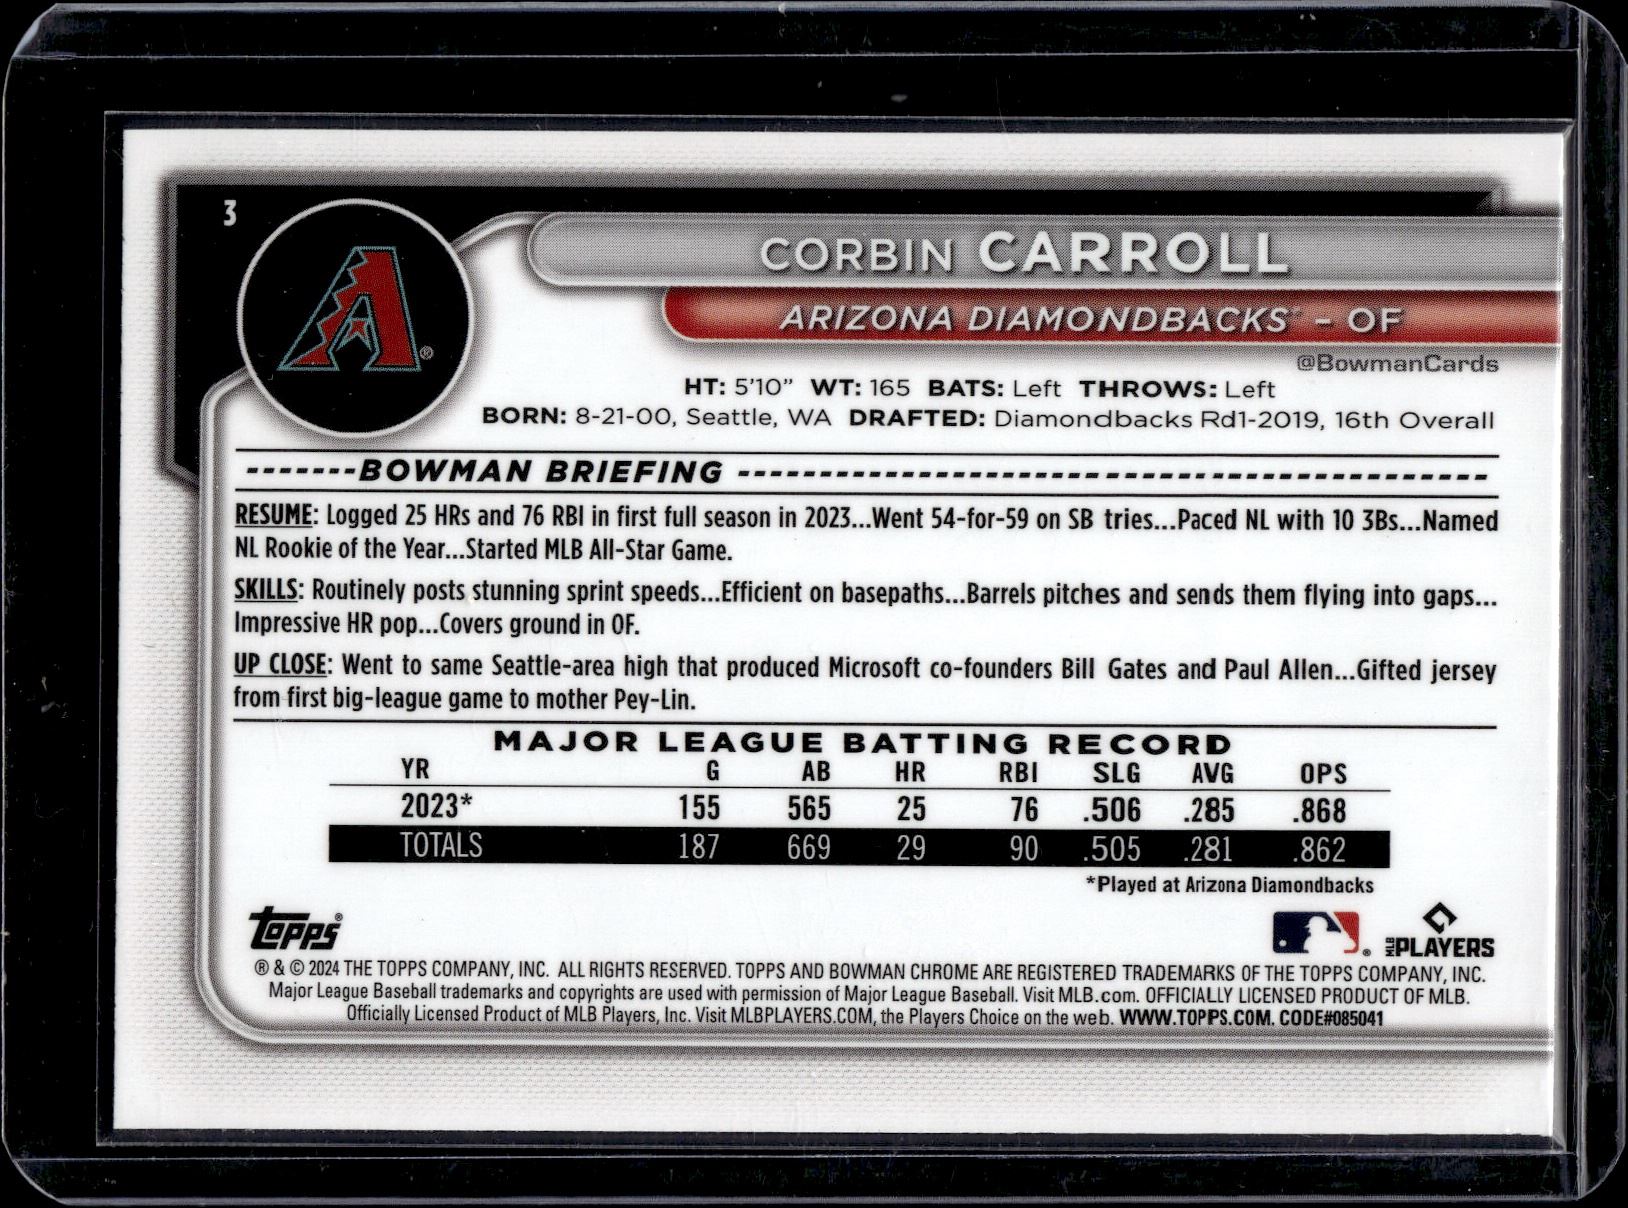 3
CORBIN CARROLL
ARIZONA DIAMONDBACKS - OF
@BowmanCards
HT: 5'10" WT: 165 BATS: Left THROWS: Left
BORN: 8-21-00, Seattle, WA DRAFTED: Diamondbacks Rd1-2019, 16th Overall
-------BOWMAN BRIEFING --------------------------------------------
RESUME: Logged 25 HRs and 76 RBI in first full season in 2023...Went 54-for-59 on SB tries...Paced NL with 10 3Bs...Named
NL Rookie of the Year...Started MLB All-Star Game.
SKILLS: Routinely posts stunning sprint speeds...Efficient on basepaths...Barrels pitches and sends them flying into gaps...
Impressive HR pop...Covers ground in OF.
UP CLOSE: Went to same Seattle-area high that produced Microsoft co-founders Bill Gates and Paul Allen...Gifted jersey
from first big-league game to mother Pey-Lin.
MAJOR LEAGUE BATTING RECORD
YR G AB HR RBI SLG AVG OPS
2023* 155 565 25 76 .506 .285 .868
TOTALS 187 669 29 90 .505 .281 .862
*Played at Arizona Diamondbacks
TOPPS®
MLB PLAYERS
® & © 2024 THE TOPPS COMPANY, INC. ALL RIGHTS RESERVED. TOPPS AND BOWMAN CHROME ARE REGISTERED TRADEMARKS OF THE TOPPS COMPANY, INC.
Major League Baseball trademarks and copyrights are used with permission of Major League Baseball. Visit MLB.com. OFFICIALLY LICENSED PRODUCT OF MLB.
Officially Licensed Product of MLB Players, Inc. Visit MLBPLAYERS.COM, the Players Choice on the web. WWW.TOPPS.COM. CODE#085041